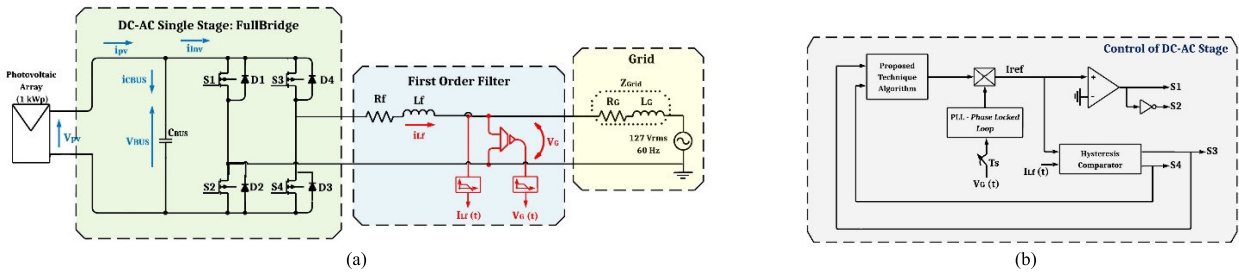 DC-AC Single Stage: FullBridge
ipv
iInv
Photovoltaic
Array
(1 kWp)
Vpv
icBUS
VBUS
CBUS
S1
D1
S3
D4
S2
D2
S4
D3
First Order Filter
Rf
Lf
iLf
VG
ILf (t)
VG (t)
Grid
ZGrid
RG
LG
127 Vrms
60 Hz
(a)
Control of DC-AC Stage
Proposed
Technique
Algorithm
Iref
PLL - Phase Locked
Loop
Ts
VG (t)
+
-
S1
S2
ILf (t)
Hysteresis
Comparator
S3
S4
(b)